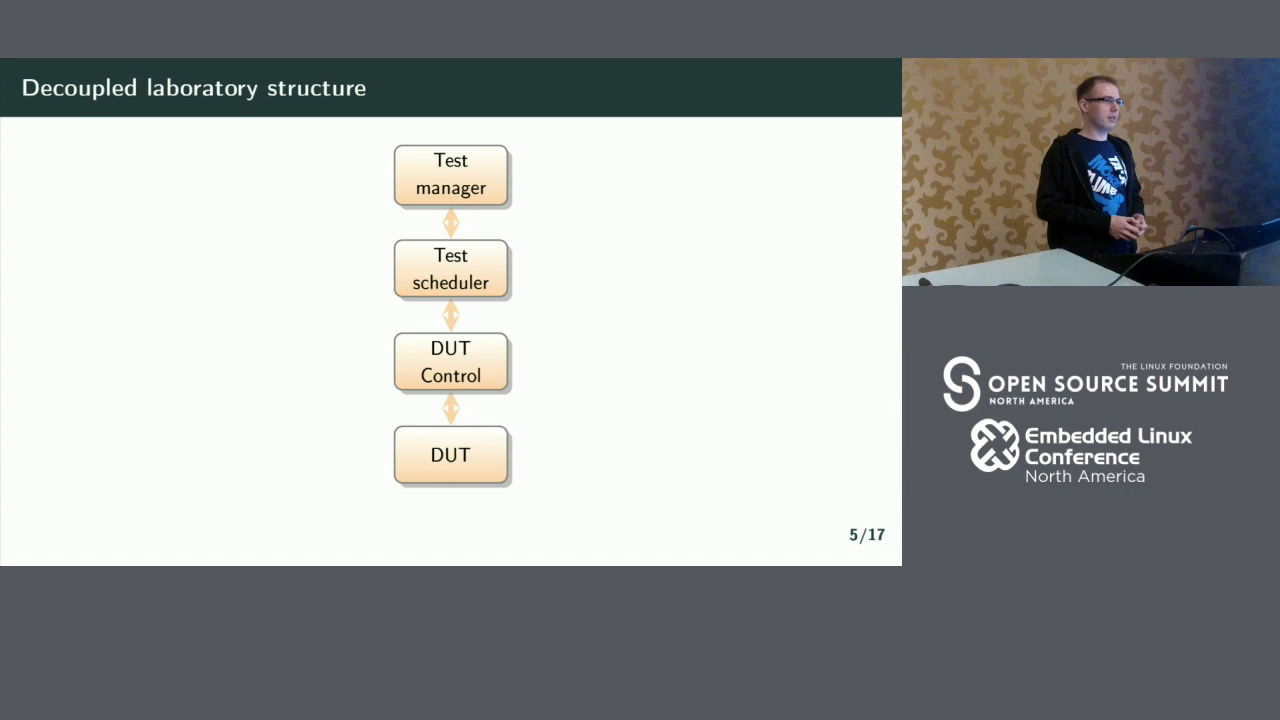 Decoupled laboratory structure
Test
manager
Test
scheduler
DUT
Control
DUT
5/17
THE LINUX FOUNDATION
OPEN SOURCE SUMMIT
NORTH AMERICA
Embedded Linux
Conference
North America